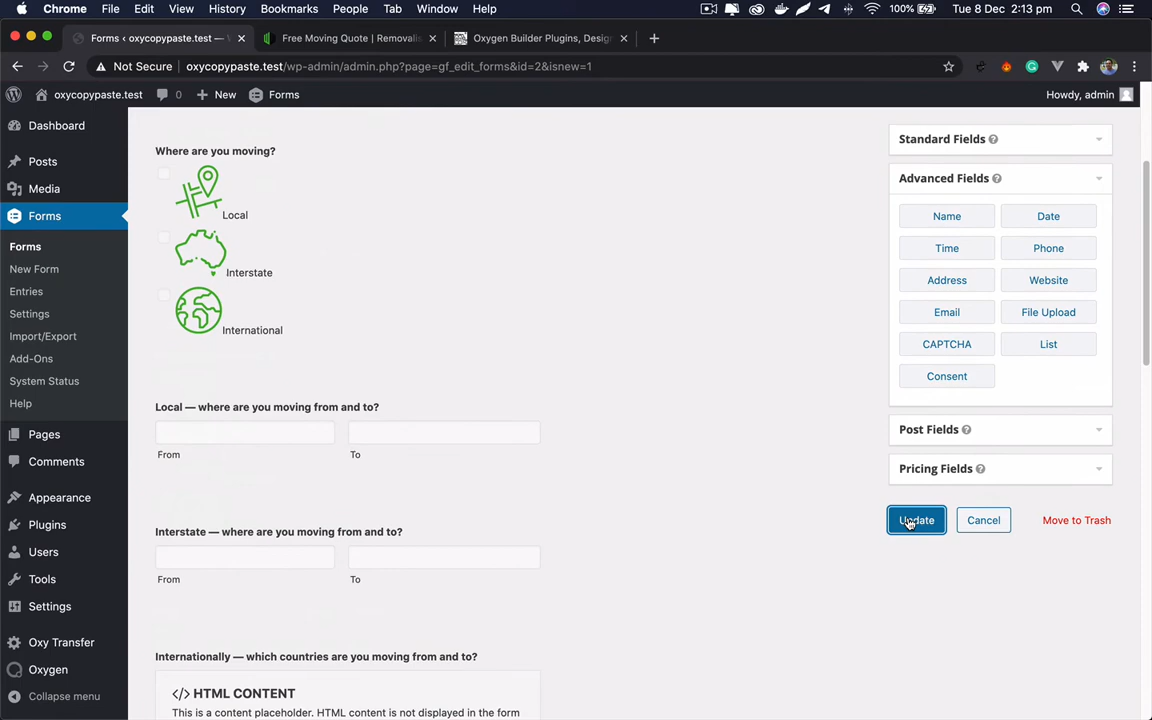 Chrome File Edit View History Bookmarks People Tab Window Help 100% Tue 8 Dec 2:13 pm
Forms ‹ oxycopypaste.test —
Free Moving Quote | Removalis
Oxygen Builder Plugins, Desig
Not Secure oxycopypaste.test/wp-admin/admin.php?page=gf_edit_forms&id=2&isnew=1
oxycopypaste.test 0 New Forms Howdy, admin
Dashboard
Posts
Media
Forms
Forms
New Form
Entries
Settings
Import/Export
Add-Ons
System Status
Help
Pages
Comments
Appearance
Plugins
Users
Tools
Settings
Oxy Transfer
Oxygen
Collapse menu
Where are you moving?
Local
Interstate
International
Local — where are you moving from and to?
From To
Interstate — where are you moving from and to?
From To
Internationally — which countries are you moving from and to?
</> HTML CONTENT
This is a content placeholder. HTML content is not displayed in the form
Standard Fields
Advanced Fields
Name Date
Time Phone
Address Website
Email File Upload
CAPTCHA List
Consent
Post Fields
Pricing Fields
Update Cancel Move to Trash